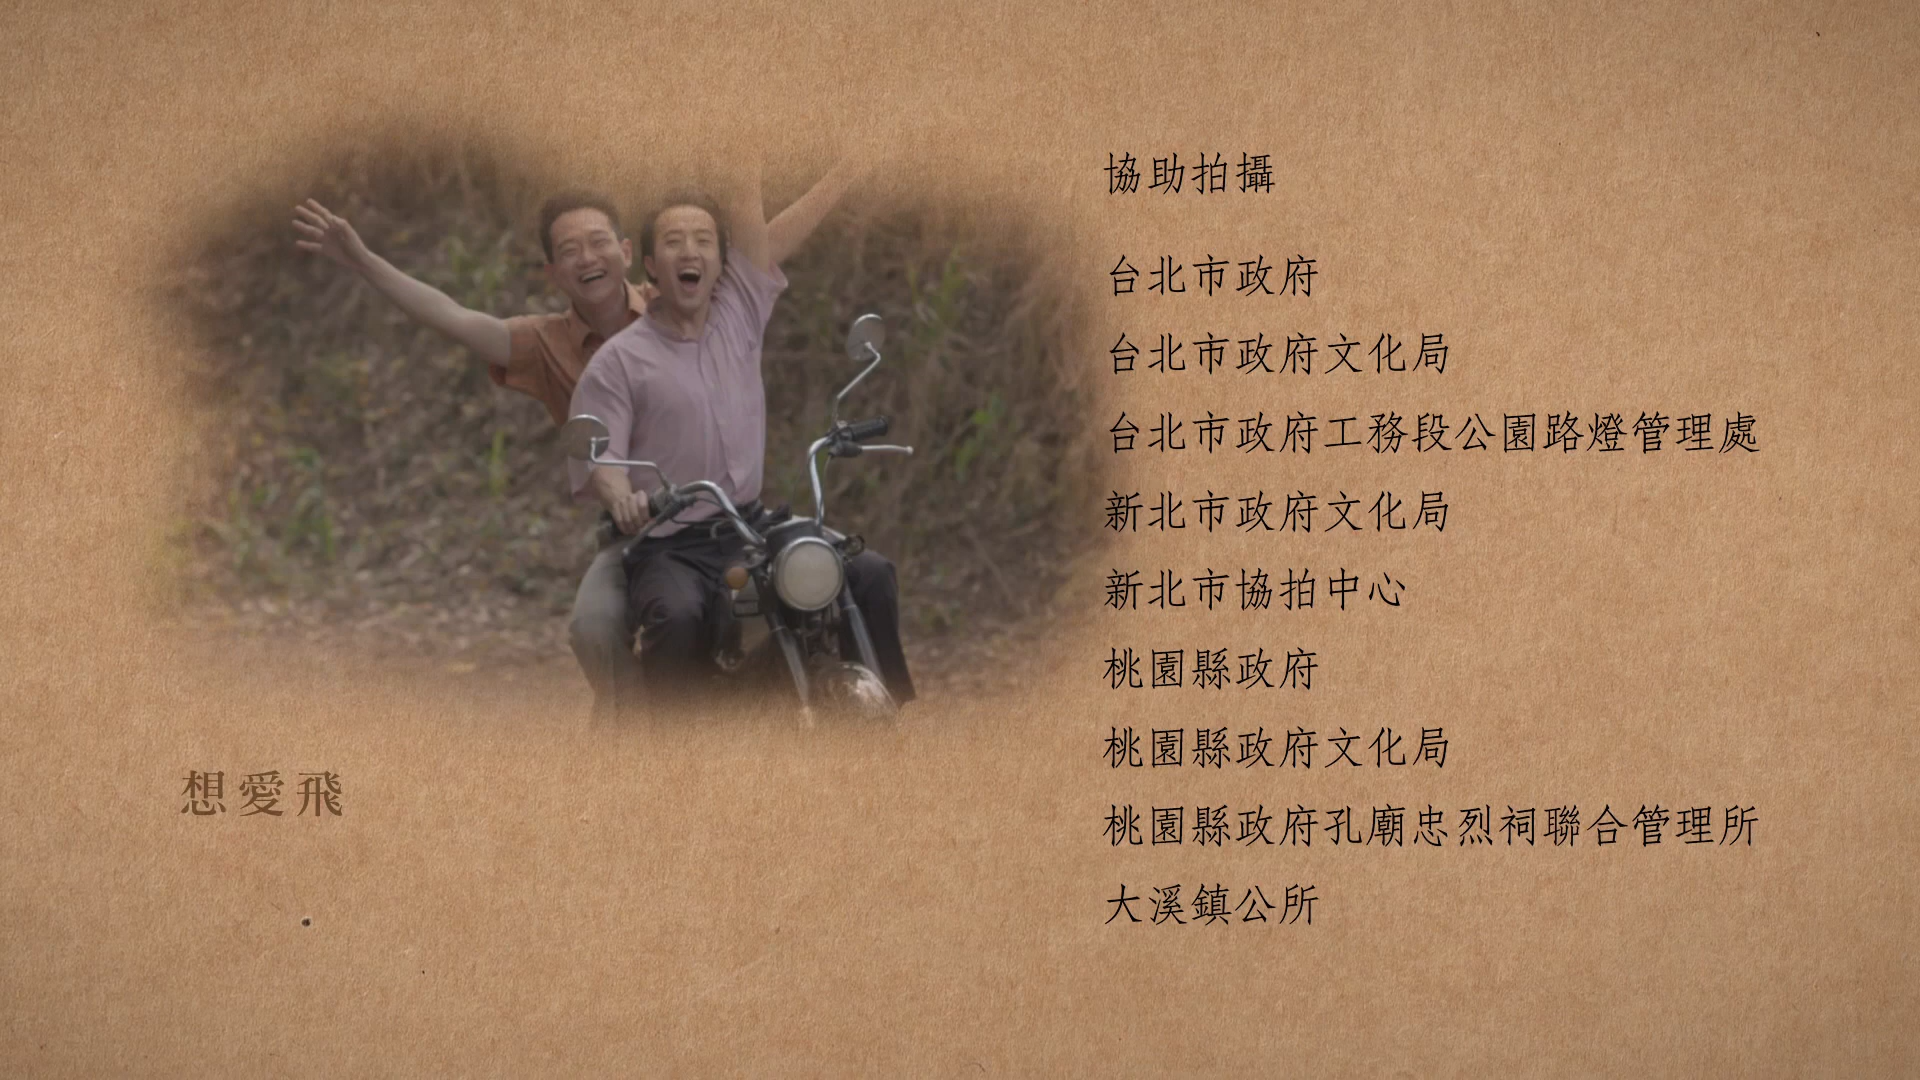 協助拍攝
台北市政府
台北市政府文化局
台北市政府工務段公園路燈管理處
新北市政府文化局
新北市協拍中心
桃園縣政府
桃園縣政府文化局
桃園縣政府孔廟忠烈祠聯合管理所
大溪鎮公所
想愛飛